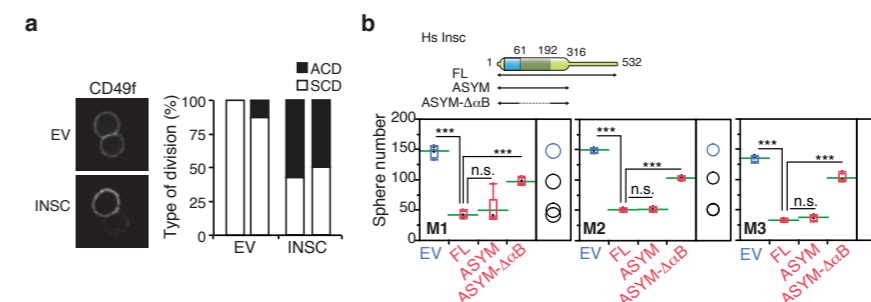 a
CD49f
EV
INSC
ACD
SCD
Type of division (%)
100
75
50
25
0
EV INSC
b
Hs Insc
1 61 192 316 532
FL
ASYM
ASYM-ΔαB
Sphere number
200
150
100
50
0
*** *** n.s.
M1
EV FL ASYM ASYM-ΔαB
*** *** n.s.
M2
EV FL ASYM ASYM-ΔαB
*** *** n.s.
M3
EV FL ASYM ASYM-ΔαB